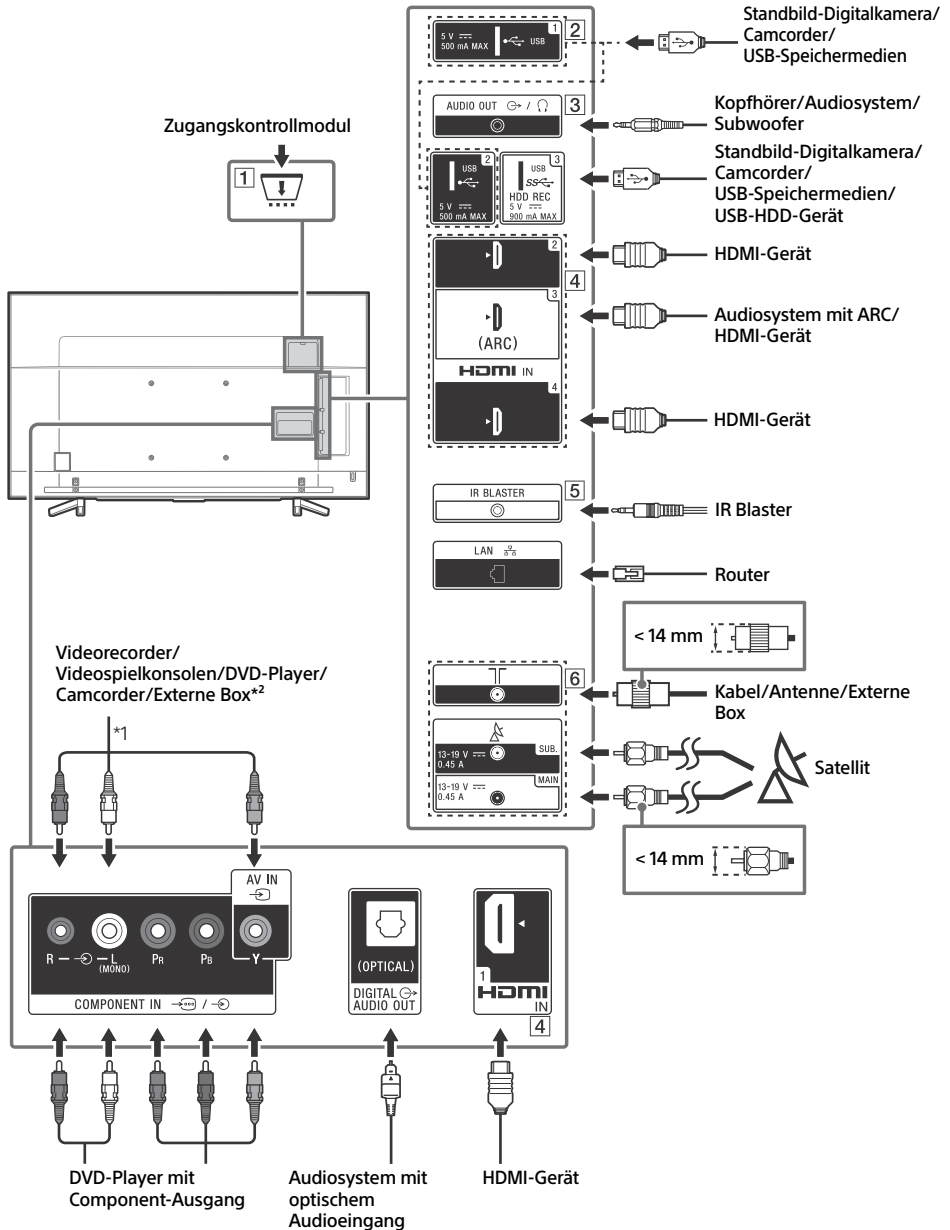 5 V
500 mA MAX
USB
1
2
Standbild-Digitalkamera/
Camcorder/
USB-Speichermedien
Zugangskontrollmodul
1
AUDIO OUT /
3
Kopfhörer/Audiosystem/
Subwoofer
2
USB
5 V
500 mA MAX
3
USB
SS
HDD REC
5 V
900 mA MAX
Standbild-Digitalkamera/
Camcorder/
USB-Speichermedien/
USB-HDD-Gerät
2
4
HDMI-Gerät
3
(ARC)
HDMI IN
Audiosystem mit ARC/
HDMI-Gerät
4
HDMI-Gerät
IR BLASTER
5
IR Blaster
LAN
Router
< 14 mm
6
Kabel/Antenne/Externe
Box
13-19 V
0.45 A
SUB.
13-19 V
0.45 A
MAIN
Satellit
< 14 mm
Videorecorder/
Videospielkonsolen/DVD-Player/
Camcorder/Externe Box*2
*1
AV IN
R
L
(MONO)
PR
PB
Y
COMPONENT IN /
(OPTICAL)
DIGITAL
AUDIO OUT
1
HDMI
IN
4
DVD-Player mit
Component-Ausgang
Audiosystem mit
optischem
Audioeingang
HDMI-Gerät